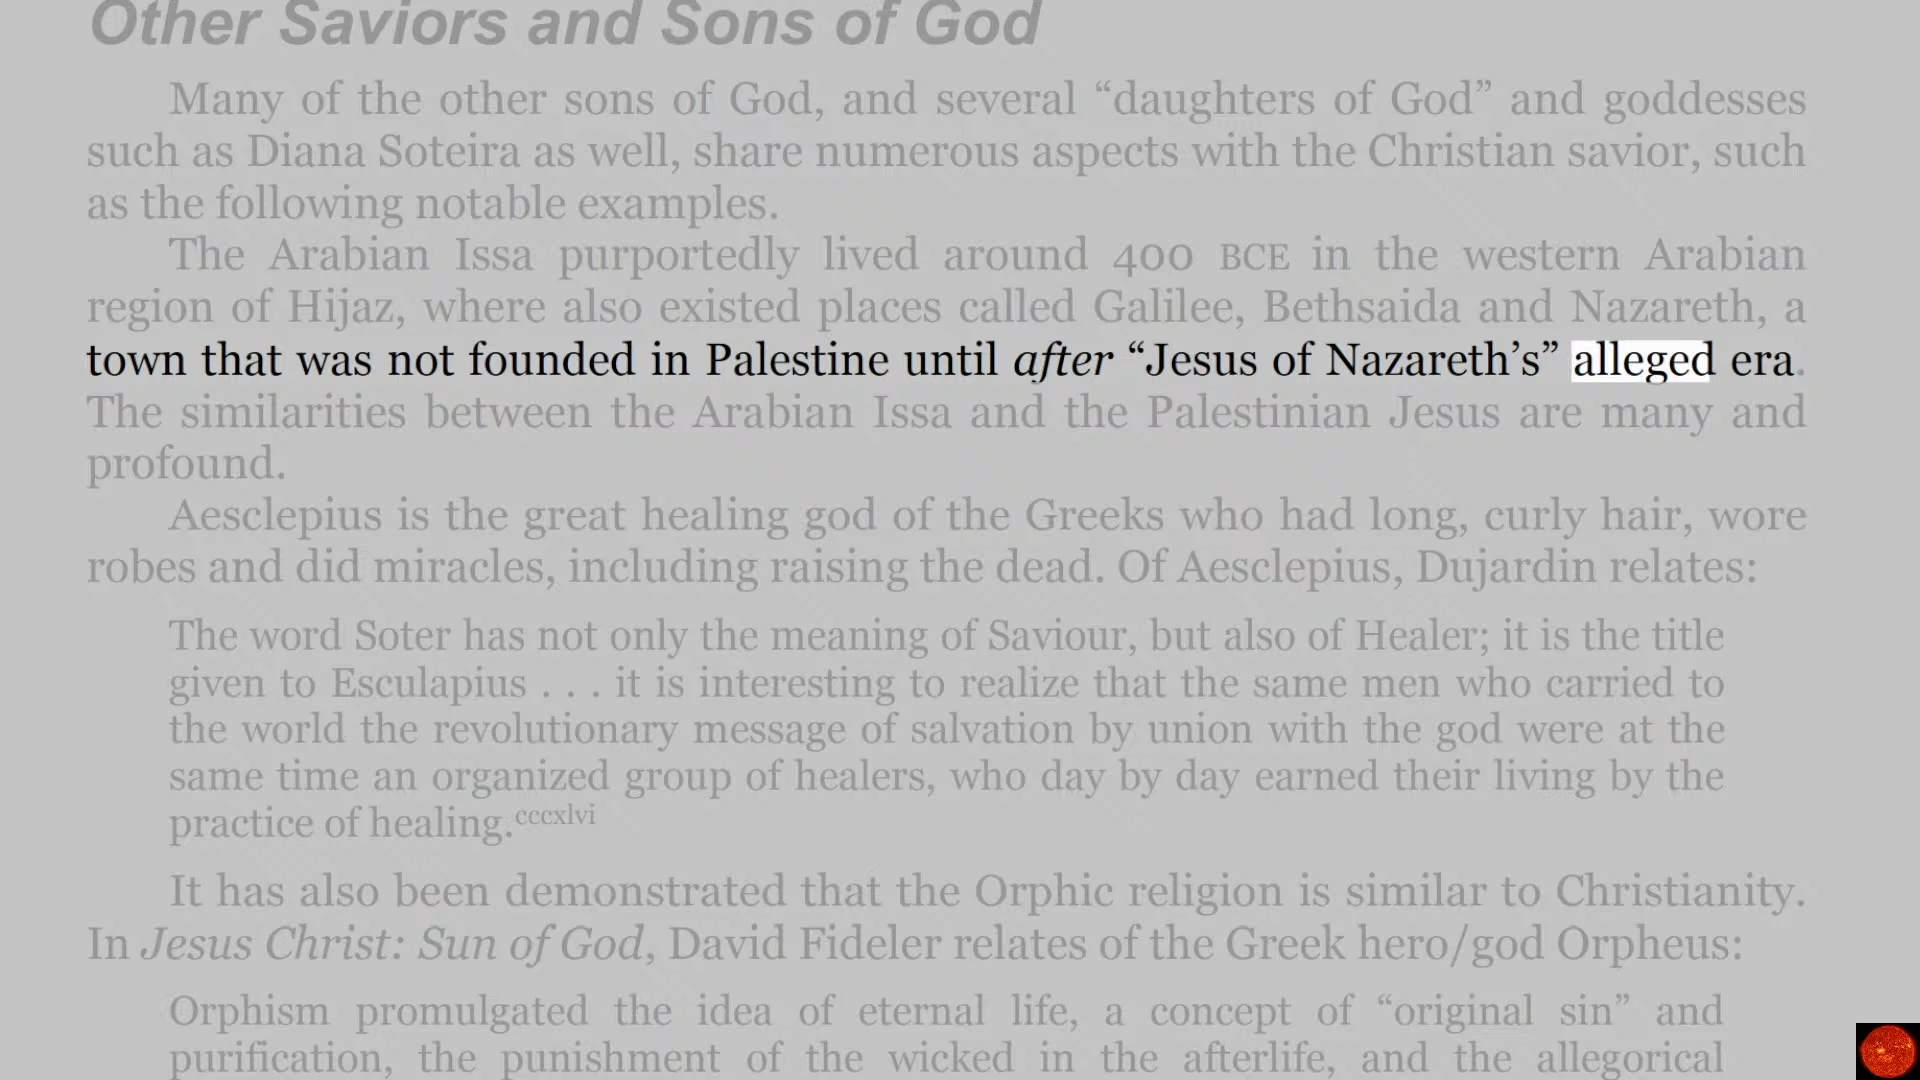 Other Saviors and Sons of God
Many of the other sons of God, and several “daughters of God” and goddesses
such as Diana Soteira as well, share numerous aspects with the Christian savior, such
as the following notable examples.
The Arabian Issa purportedly lived around 400 BCE in the western Arabian
region of Hijaz, where also existed places called Galilee, Bethsaida and Nazareth, a
town that was not founded in Palestine until after “Jesus of Nazareth’s” alleged era.
The similarities between the Arabian Issa and the Palestinian Jesus are many and
profound.
Aesclepius is the great healing god of the Greeks who had long, curly hair, wore
robes and did miracles, including raising the dead. Of Aesclepius, Dujardin relates:
The word Soter has not only the meaning of Saviour, but also of Healer; it is the title
given to Esculapius . . . it is interesting to realize that the same men who carried to
the world the revolutionary message of salvation by union with the god were at the
same time an organized group of healers, who day by day earned their living by the
practice of healing.cccxlvi
It has also been demonstrated that the Orphic religion is similar to Christianity.
In Jesus Christ: Sun of God, David Fideler relates of the Greek hero/god Orpheus:
Orphism promulgated the idea of eternal life, a concept of “original sin” and
purification, the punishment of the wicked in the afterlife, and the allegorical